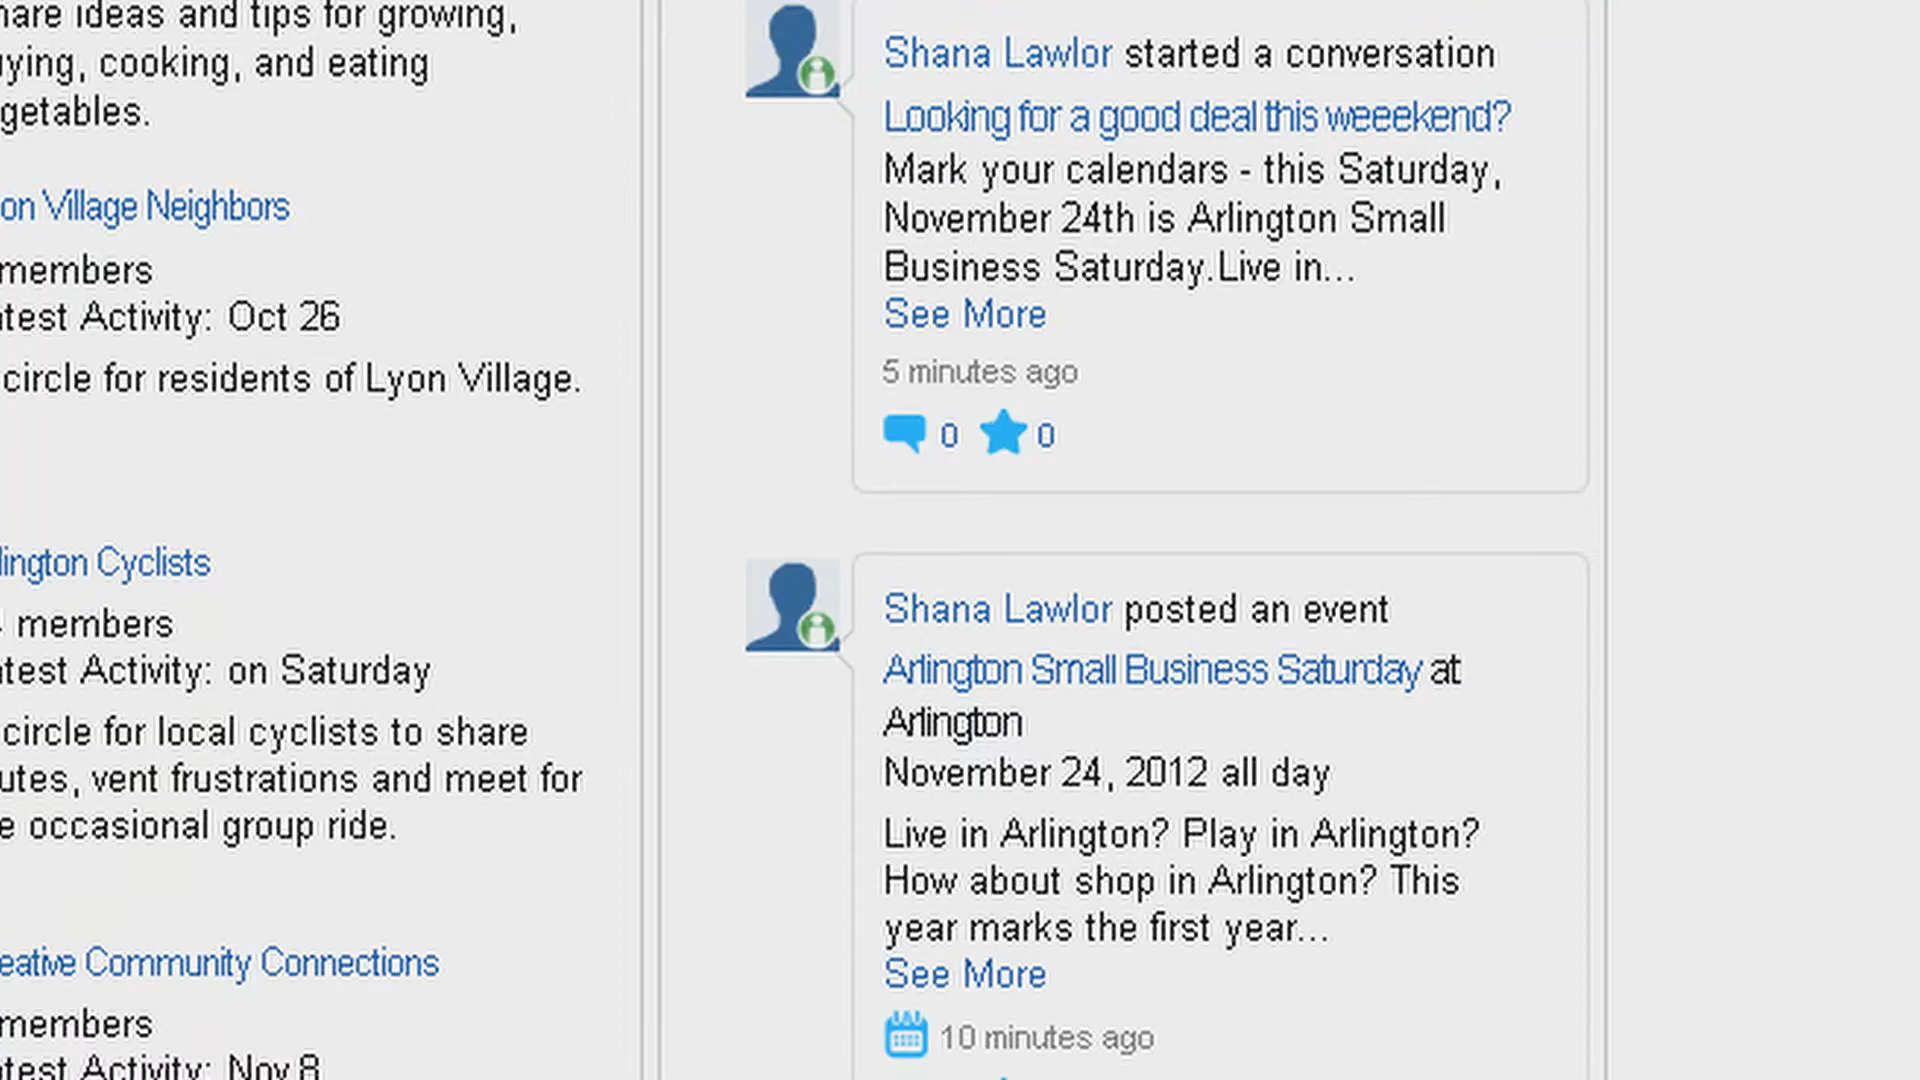 hare ideas and tips for growing,
uying, cooking, and eating
getables.
on Village Neighbors
members
test Activity: Oct 26
circle for residents of Lyon Village.
lington Cyclists
members
test Activity: on Saturday
circle for local cyclists to share
utes, vent frustrations and meet for
e occasional group ride.
eative Community Connections
members
test Activity: Nov 8
Shana Lawlor started a conversation
Looking for a good deal this weeekend?
Mark your calendars - this Saturday,
November 24th is Arlington Small
Business Saturday.Live in...
See More
5 minutes ago
0 0
Shana Lawlor posted an event
Arlington Small Business Saturday at
Arlington
November 24, 2012 all day
Live in Arlington? Play in Arlington?
How about shop in Arlington? This
year marks the first year...
See More
10 minutes ago